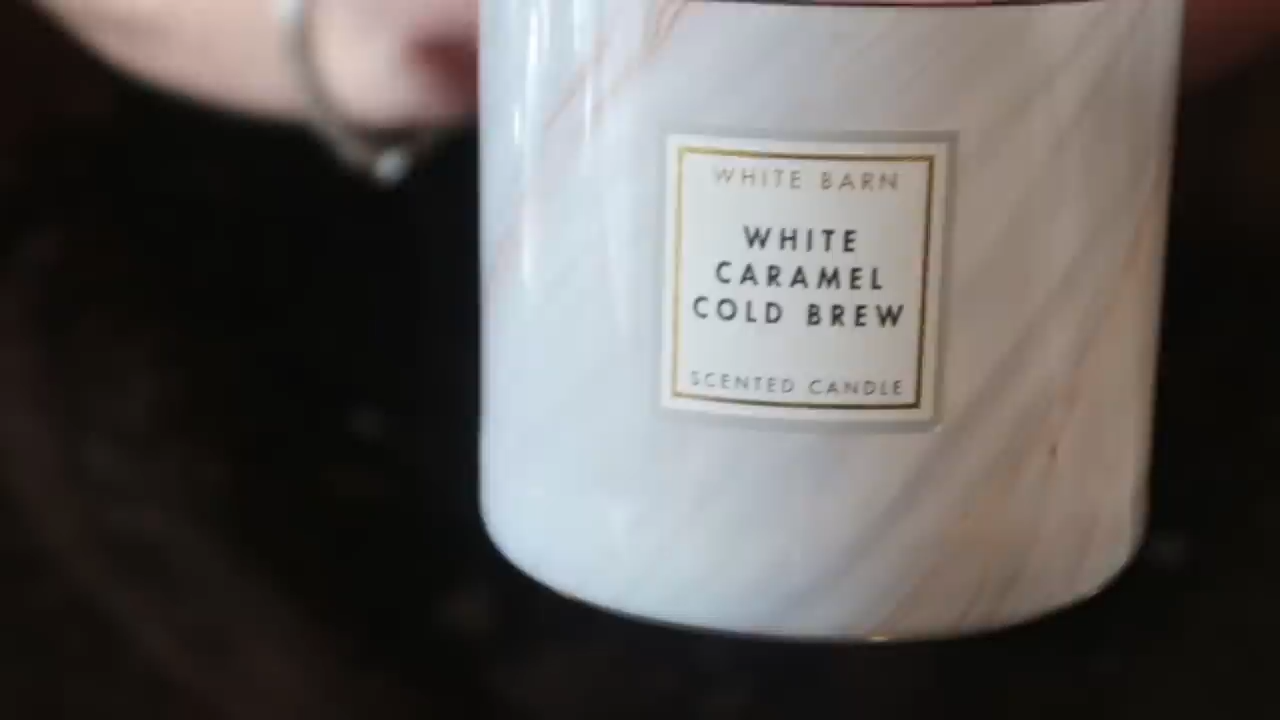 WHITE BARN
WHITE
CARAMEL
COLD BREW
SCENTED CANDLE